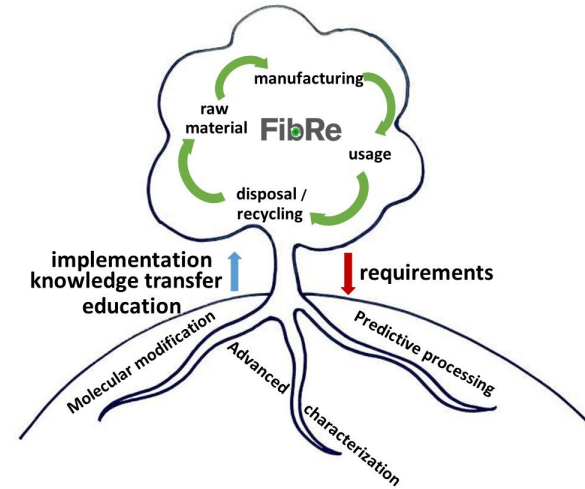 manufacturing
raw
material
FibRe
usage
disposal /
recycling
implementation
knowledge transfer
education
requirements
Molecular modification
Advanced
characterization
Predictive processing